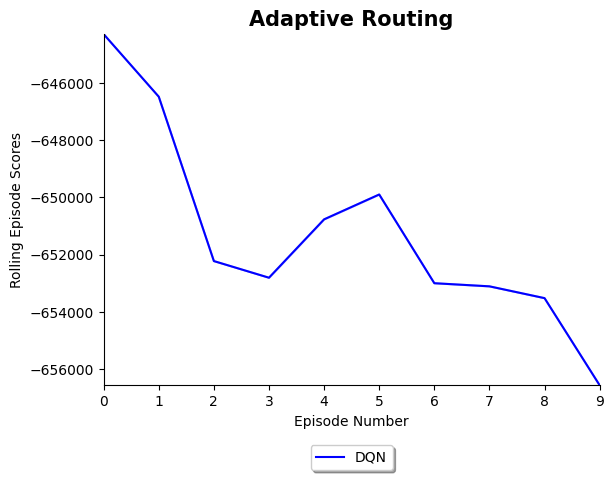 Adaptive Routing
Rolling Episode Scores
−646000
−648000
−650000
−652000
−654000
−656000
0 1 2 3 4 5 6 7 8 9
Episode Number
DQN